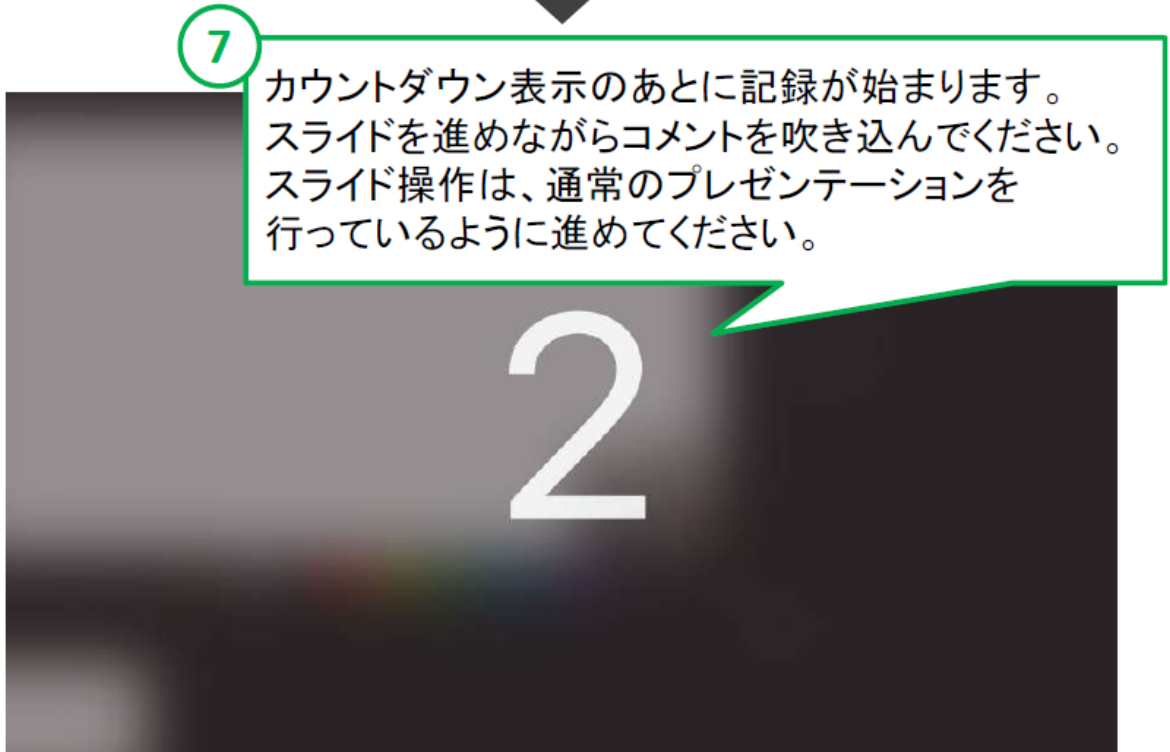 7
カウントダウン表示のあとに記録が始まります。
スライドを進めながらコメントを吹き込んでください。
スライド操作は、通常のプレゼンテーションを
行っているように進めてください。
2